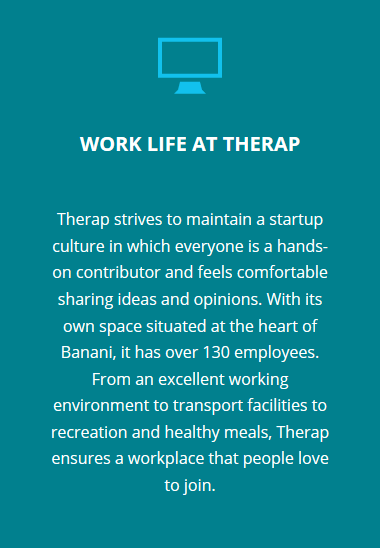 WORK LIFE AT THERAP
Therap strives to maintain a startup
culture in which everyone is a hands-
on contributor and feels comfortable
sharing ideas and opinions. With its
own space situated at the heart of
Banani, it has over 130 employees.
From an excellent working
environment to transport facilities to
recreation and healthy meals, Therap
ensures a workplace that people love
to join.